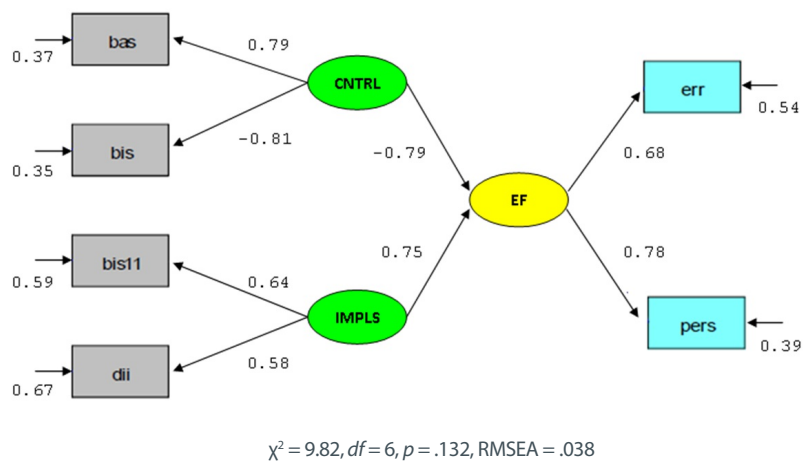 bas
0.37
0.79
CNTRL
err
0.54
bis
0.35
-0.81
-0.79
0.68
EF
bis11
0.59
0.64
0.75
0.78
IMPLS
pers
0.39
dii
0.67
0.58
χ² = 9.82, df = 6, p = .132, RMSEA = .038